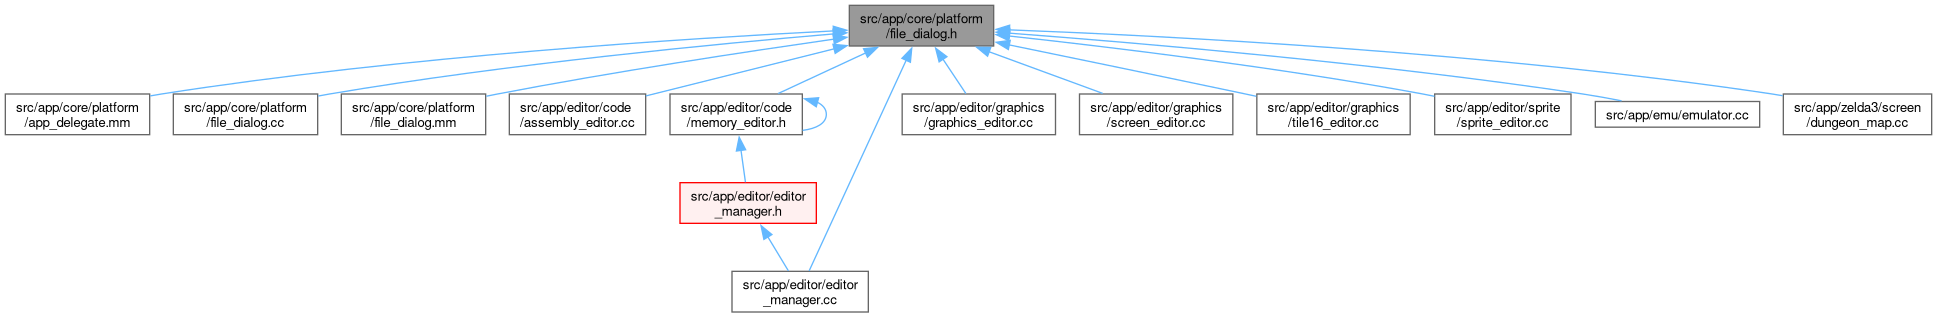 src/app/core/platform
/file_dialog.h
src/app/core/platform
/app_delegate.mm
src/app/core/platform
/file_dialog.cc
src/app/core/platform
/file_dialog.mm
src/app/editor/code
/assembly_editor.cc
src/app/editor/code
/memory_editor.h
src/app/editor/graphics
/graphics_editor.cc
src/app/editor/graphics
/screen_editor.cc
src/app/editor/graphics
/tile16_editor.cc
src/app/editor/sprite
/sprite_editor.cc
src/app/emu/emulator.cc
src/app/zelda3/screen
/dungeon_map.cc
src/app/editor/editor
_manager.h
src/app/editor/editor
_manager.cc